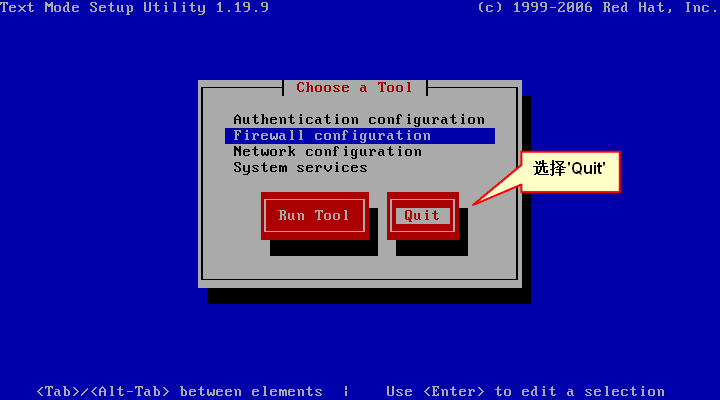 Text Mode Setup Utility 1.19.9 (c) 1999-2006 Red Hat, Inc.
Choose a Tool
Authentication configuration
Firewall configuration
Network configuration
System services
选择'Quit'
Run Tool Quit
<Tab>/<Alt-Tab> between elements | Use <Enter> to edit a selection